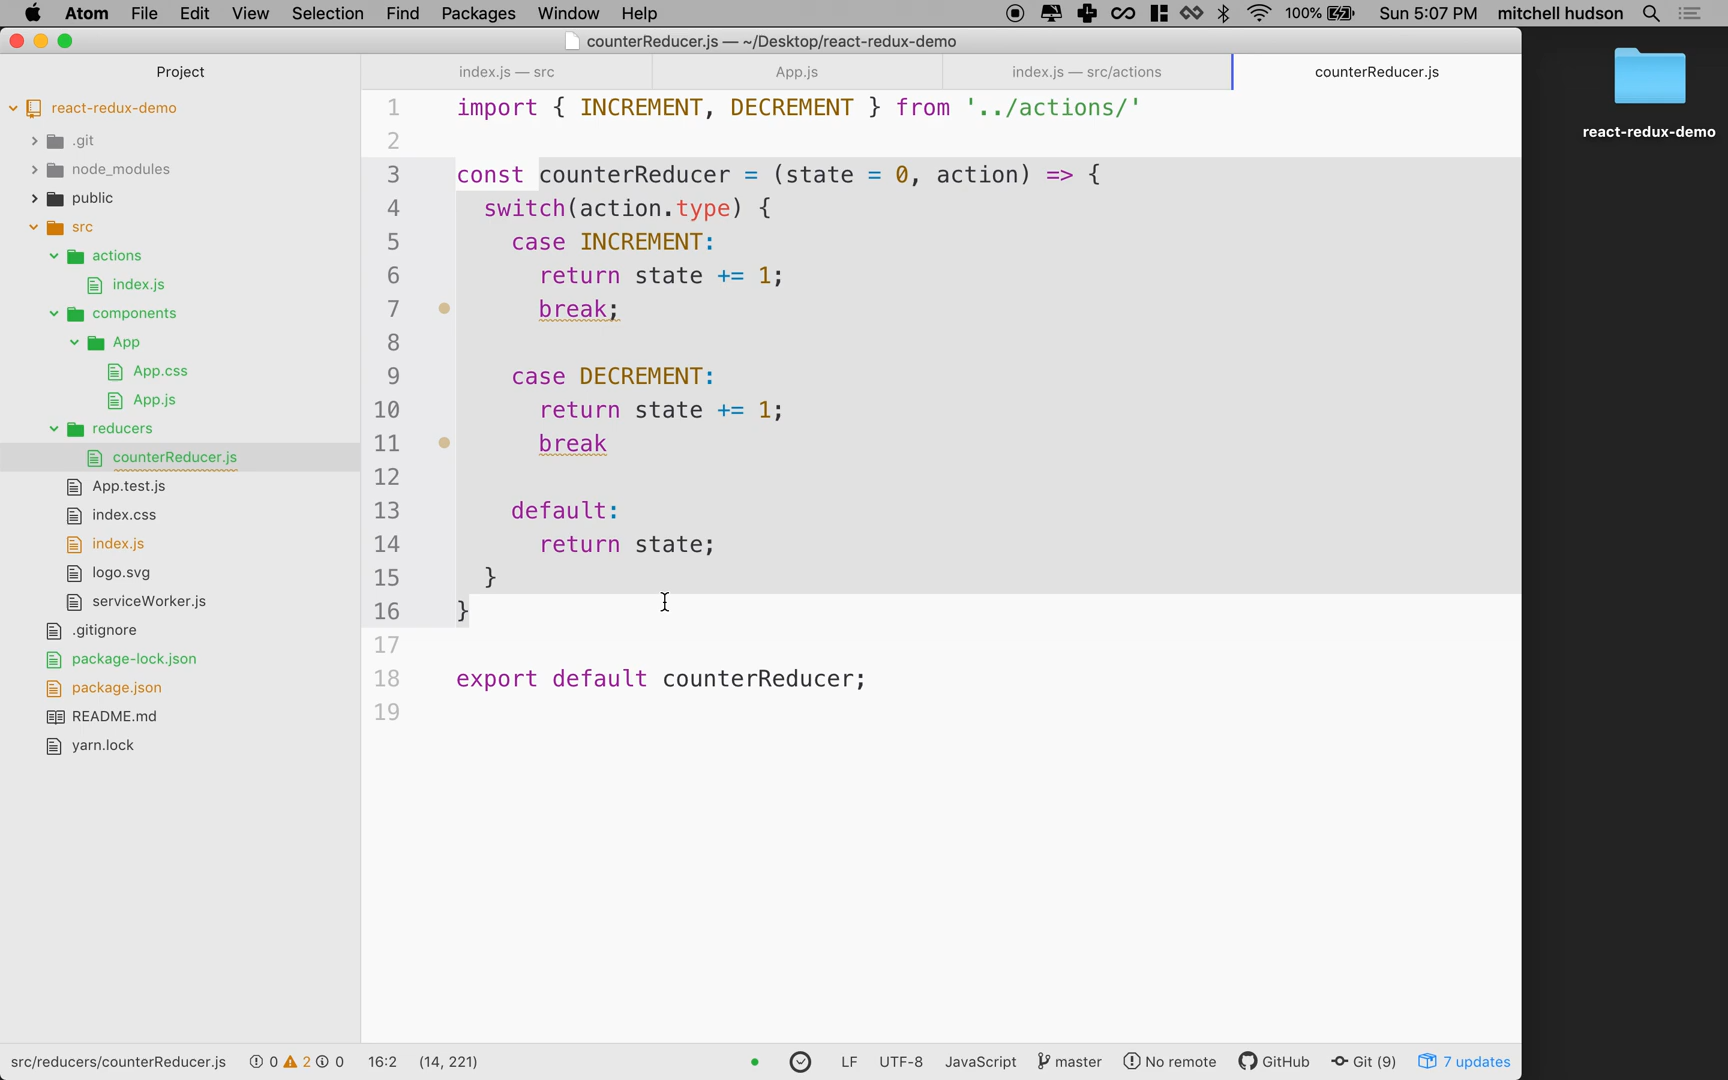 Atom File Edit View Selection Find Packages Window Help 100% Sun 5:07 PM mitchell hudson
counterReducer.js — ~/Desktop/react-redux-demo
Project
index.js — src
App.js
index.js — src/actions
counterReducer.js
react-redux-demo
.git
node_modules
public
src
actions
index.js
components
App
App.css
App.js
reducers
counterReducer.js
App.test.js
index.css
index.js
logo.svg
serviceWorker.js
.gitignore
package-lock.json
package.json
README.md
yarn.lock
1 import { INCREMENT, DECREMENT } from '../actions/'
2
3 const counterReducer = (state = 0, action) => {
4 switch(action.type) {
5 case INCREMENT:
6 return state += 1;
7 break;
8
9 case DECREMENT:
10 return state += 1;
11 break
12
13 default:
14 return state;
15 }
16 }
17
18 export default counterReducer;
19
react-redux-demo
src/reducers/counterReducer.js 0 2 0 16:2 (14, 221) LF UTF-8 JavaScript master No remote GitHub Git (9) 7 updates